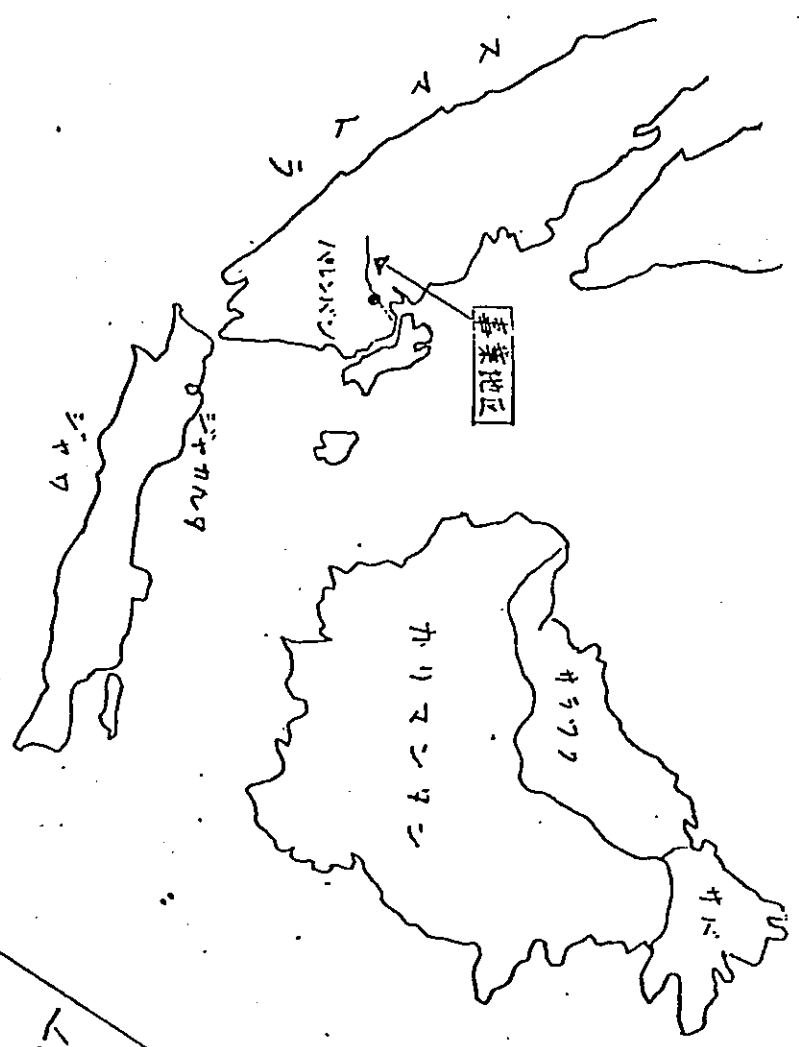 スマトラ
パレンバン
事業地区
ジャカルタ
ジャワ
カリマンタン
サラワク
サバ